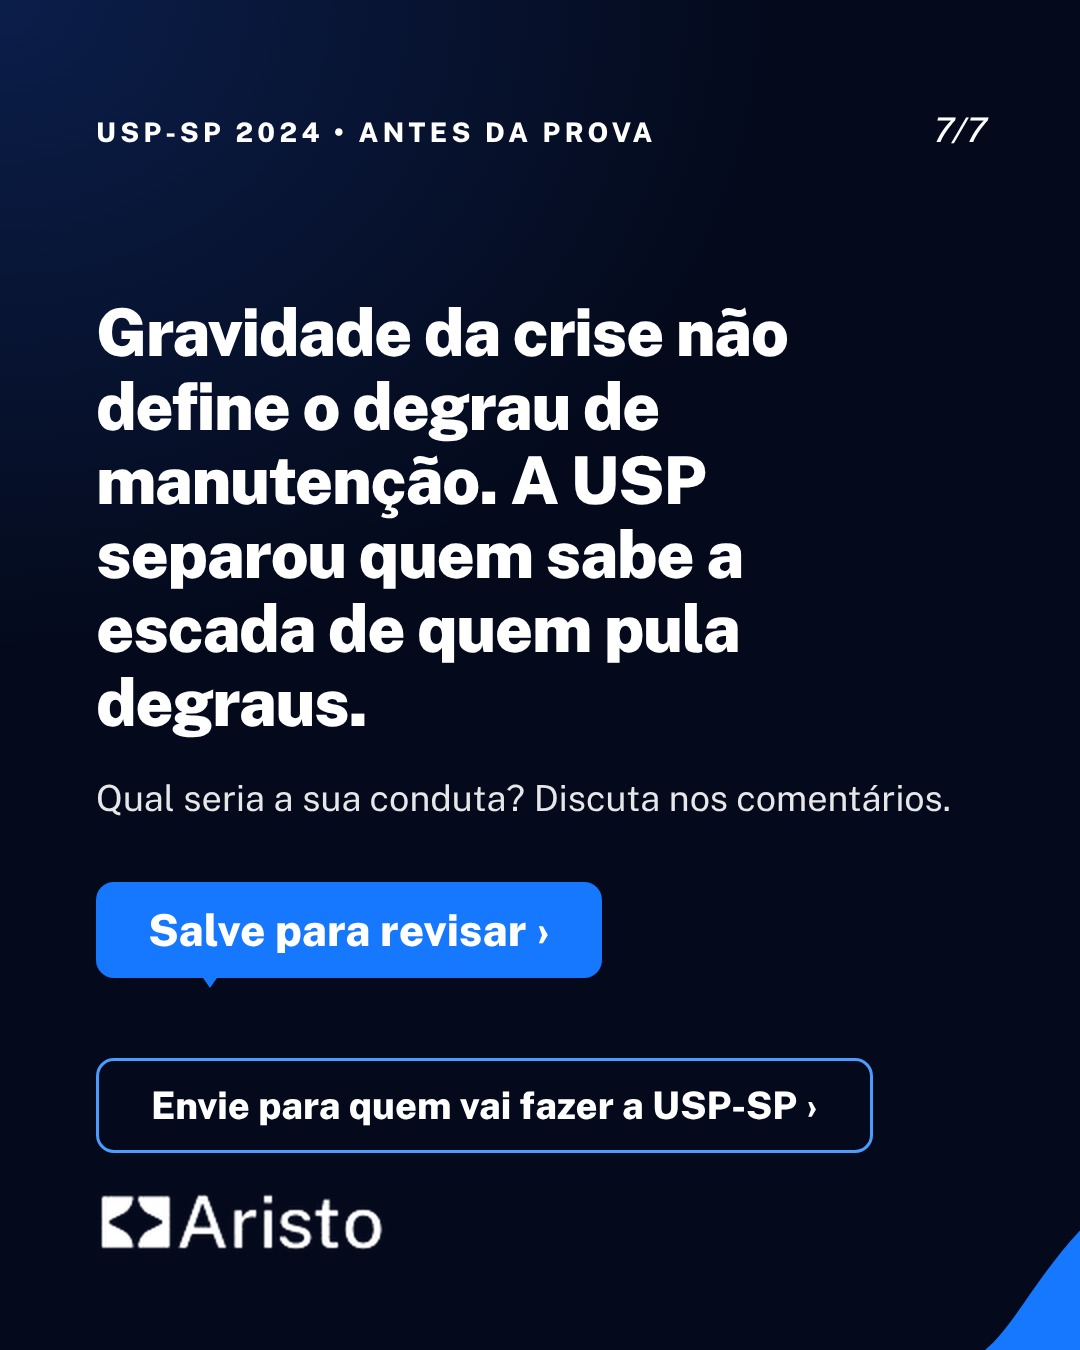 USP-SP 2024 • ANTES DA PROVA
7/7
Gravidade da crise não
define o degrau de
manutenção. A USP
separou quem sabe a
escada de quem pula
degraus.
Qual seria a sua conduta? Discuta nos comentários.
Salve para revisar ›
Envie para quem vai fazer a USP-SP ›
Aristo